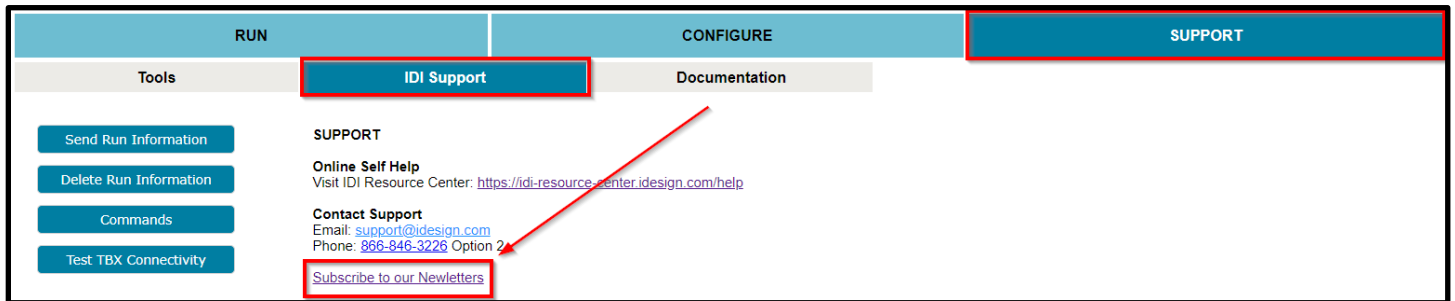 RUN
CONFIGURE
SUPPORT
Tools
IDI Support
Documentation
Send Run Information
Delete Run Information
Commands
Test TBX Connectivity
SUPPORT
Online Self Help
Visit IDI Resource Center: https://idi-resource-center.idesign.com/help
Contact Support
Email: support@idesign.com
Phone: 866-846-3226 Option 2
Subscribe to our Newletters